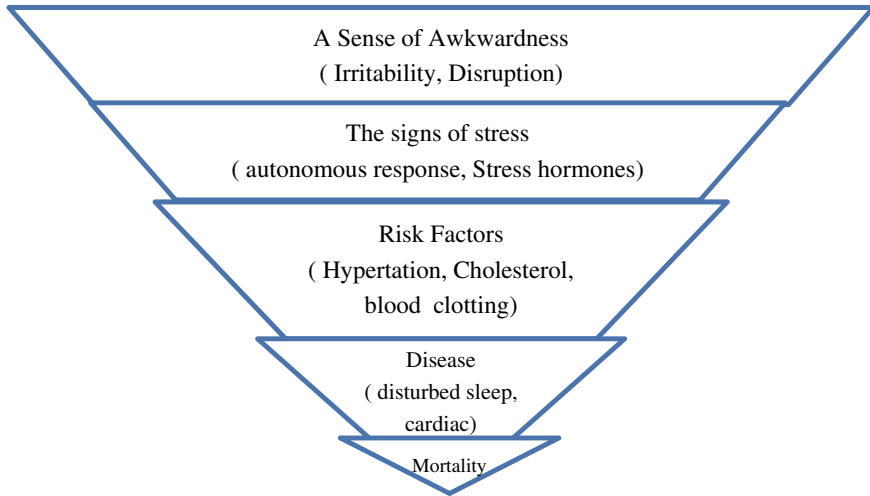 A Sense of Awkwardness
( Irritability, Disruption)
The signs of stress
( autonomous response, Stress hormones)
Risk Factors
( Hypertation, Cholesterol,
blood clotting)
Disease
( disturbed sleep,
cardiac)
Mortality